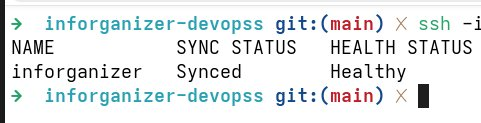 ➜ inforganizer-devopss git:(main) ✗ ssh -i
NAME SYNC STATUS HEALTH STATUS
inforganizer Synced Healthy
➜ inforganizer-devopss git:(main) ✗